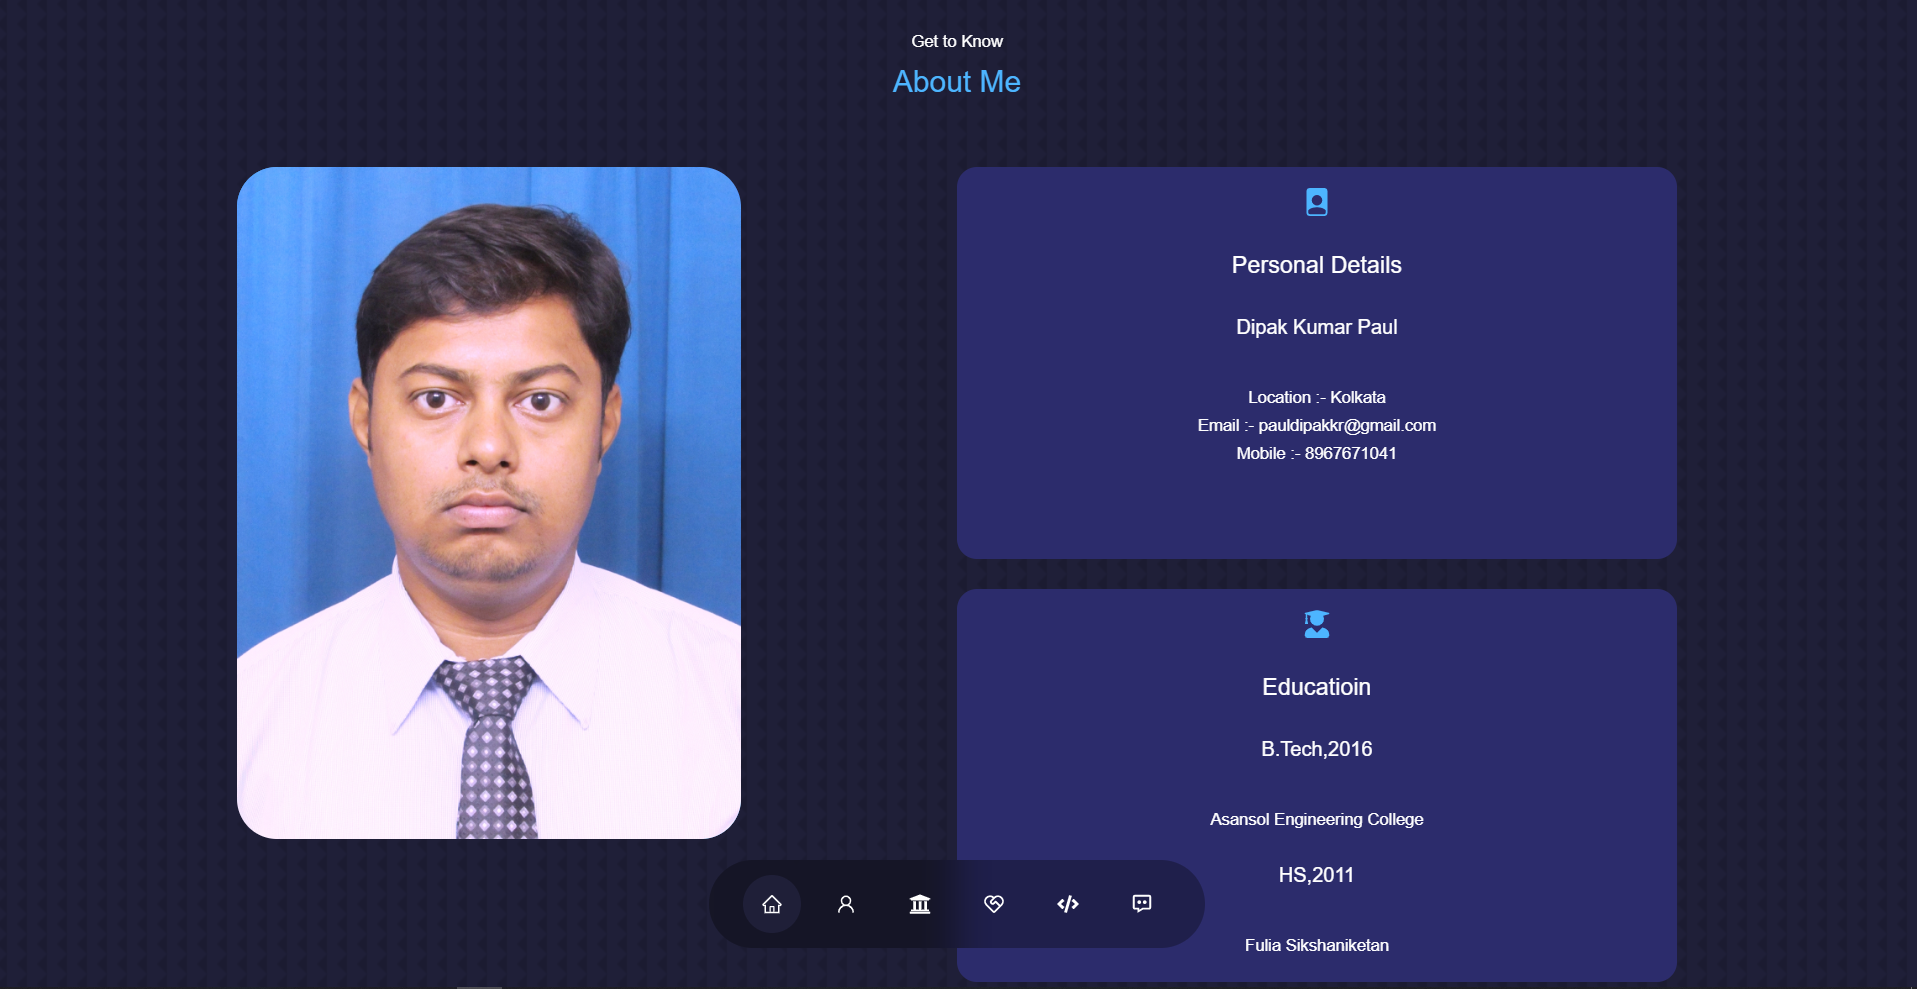 Get to Know
About Me
Personal Details
Dipak Kumar Paul
Location :- Kolkata
Email :- pauldipakkr@gmail.com
Mobile :- 8967671041
Educatioin
B.Tech,2016
Asansol Engineering College
HS,2011
Fulia Sikshaniketan